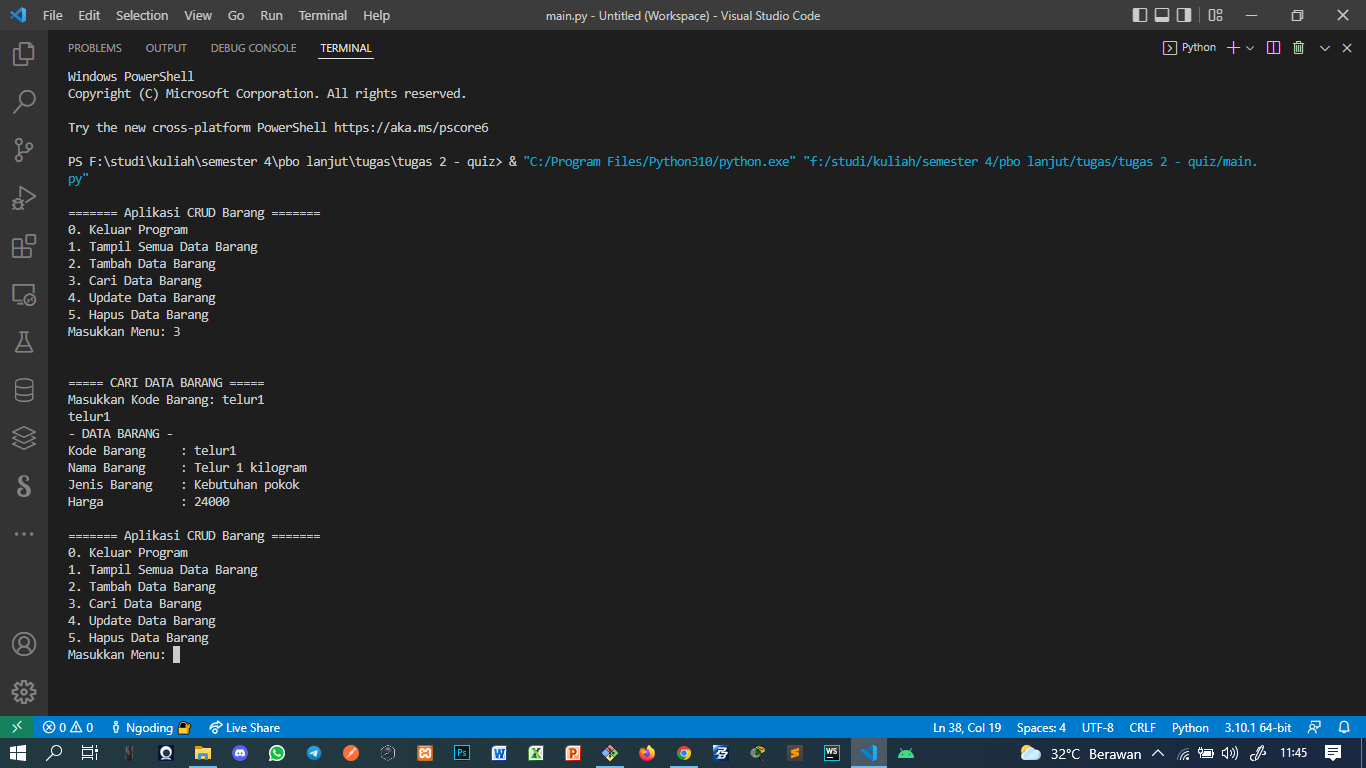 File Edit Selection View Go Run Terminal Help main.py - Untitled (Workspace) - Visual Studio Code
PROBLEMS OUTPUT DEBUG CONSOLE TERMINAL Python
Windows PowerShell
Copyright (C) Microsoft Corporation. All rights reserved.
Try the new cross-platform PowerShell https://aka.ms/pscore6
PS F:\studi\kuliah\semester 4\pbo lanjut\tugas\tugas 2 - quiz> & "C:/Program Files/Python310/python.exe" "f:/studi/kuliah/semester 4/pbo lanjut/tugas/tugas 2 - quiz/main.
py"
======= Aplikasi CRUD Barang =======
0. Keluar Program
1. Tampil Semua Data Barang
2. Tambah Data Barang
3. Cari Data Barang
4. Update Data Barang
5. Hapus Data Barang
Masukkan Menu: 3
===== CARI DATA BARANG =====
Masukkan Kode Barang: telur1
telur1
- DATA BARANG -
Kode Barang : telur1
Nama Barang : Telur 1 kilogram
Jenis Barang : Kebutuhan pokok
Harga : 24000
======= Aplikasi CRUD Barang =======
0. Keluar Program
1. Tampil Semua Data Barang
2. Tambah Data Barang
3. Cari Data Barang
4. Update Data Barang
5. Hapus Data Barang
Masukkan Menu:
0 0 Ngoding Live Share Ln 38, Col 19 Spaces: 4 UTF-8 CRLF Python 3.10.1 64-bit
Ps W X P WS 32°C Berawan 11:45